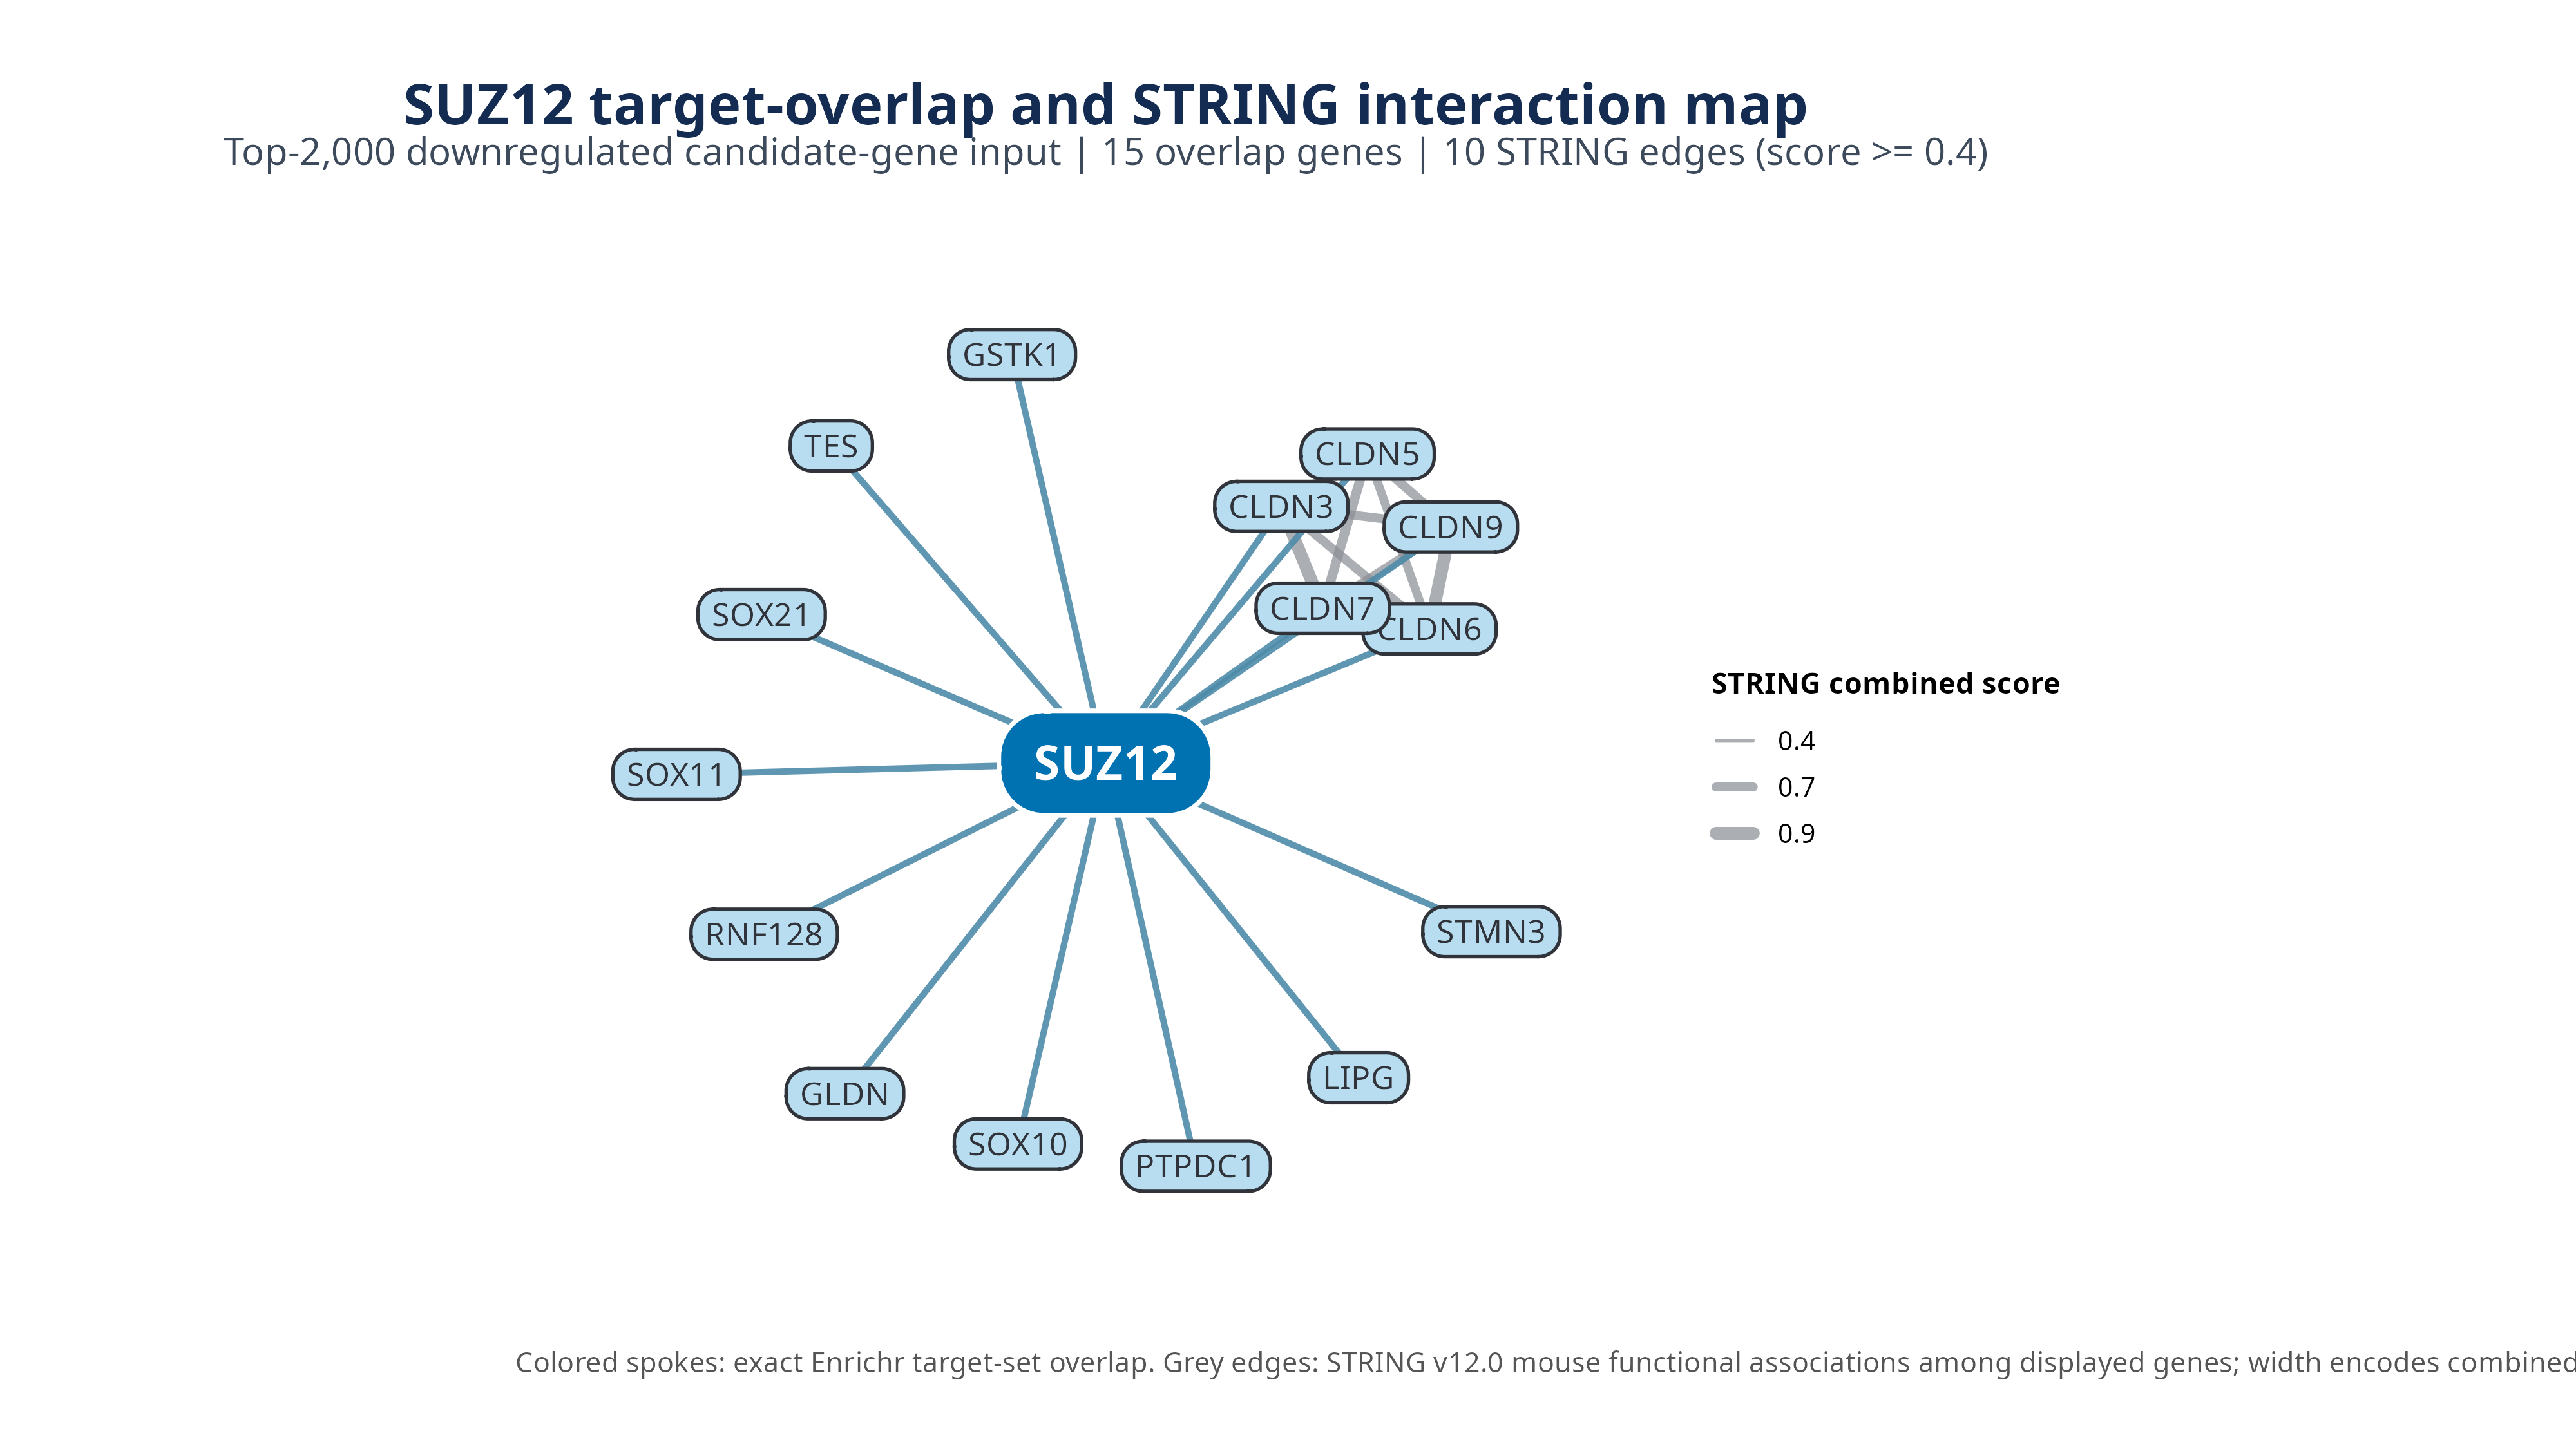 SUZ12 target-overlap and STRING interaction map
Top-2,000 downregulated candidate-gene input | 15 overlap genes | 10 STRING edges (score >= 0.4)
GSTK1
TES
CLDN5
CLDN3
CLDN9
SOX21
CLDN7
CLDN6
STRING combined score
0.4
SUZ12
SOX11
0.7
0.9
RNF128
STMN3
GLDN
LIPG
SOX10
PTPDC1
Colored spokes: exact Enrichr target-set overlap. Grey edges: STRING v12.0 mouse functional associations among displayed genes; width encodes combined